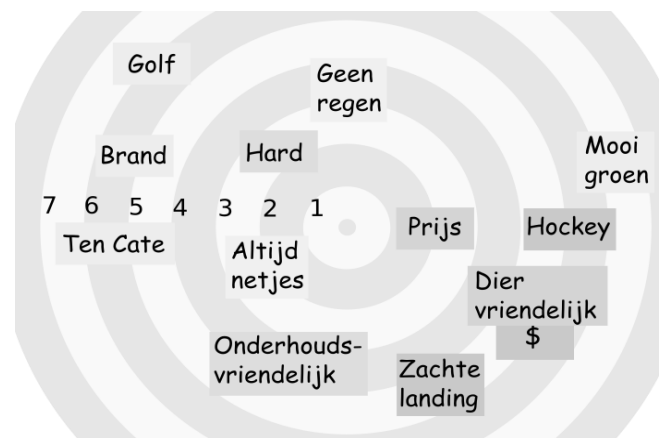 Golf
Geen
regen
Brand
Hard
Mooi
groen
7 6 5 4 3 2 1
Ten Cate
Altijd
netjes
Prijs
Hockey
Dier
vriendelijk
$
Onderhouds-
vriendelijk
Zachte
landing